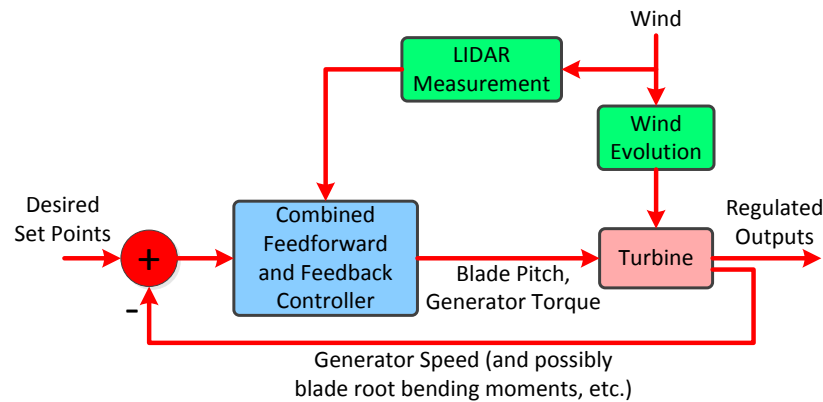 Wind
LIDAR
Measurement
Wind
Evolution
Desired
Set Points
+
-
Combined
Feedforward
and Feedback
Controller
Blade Pitch,
Generator Torque
Turbine
Regulated
Outputs
Generator Speed (and possibly
blade root bending moments, etc.)